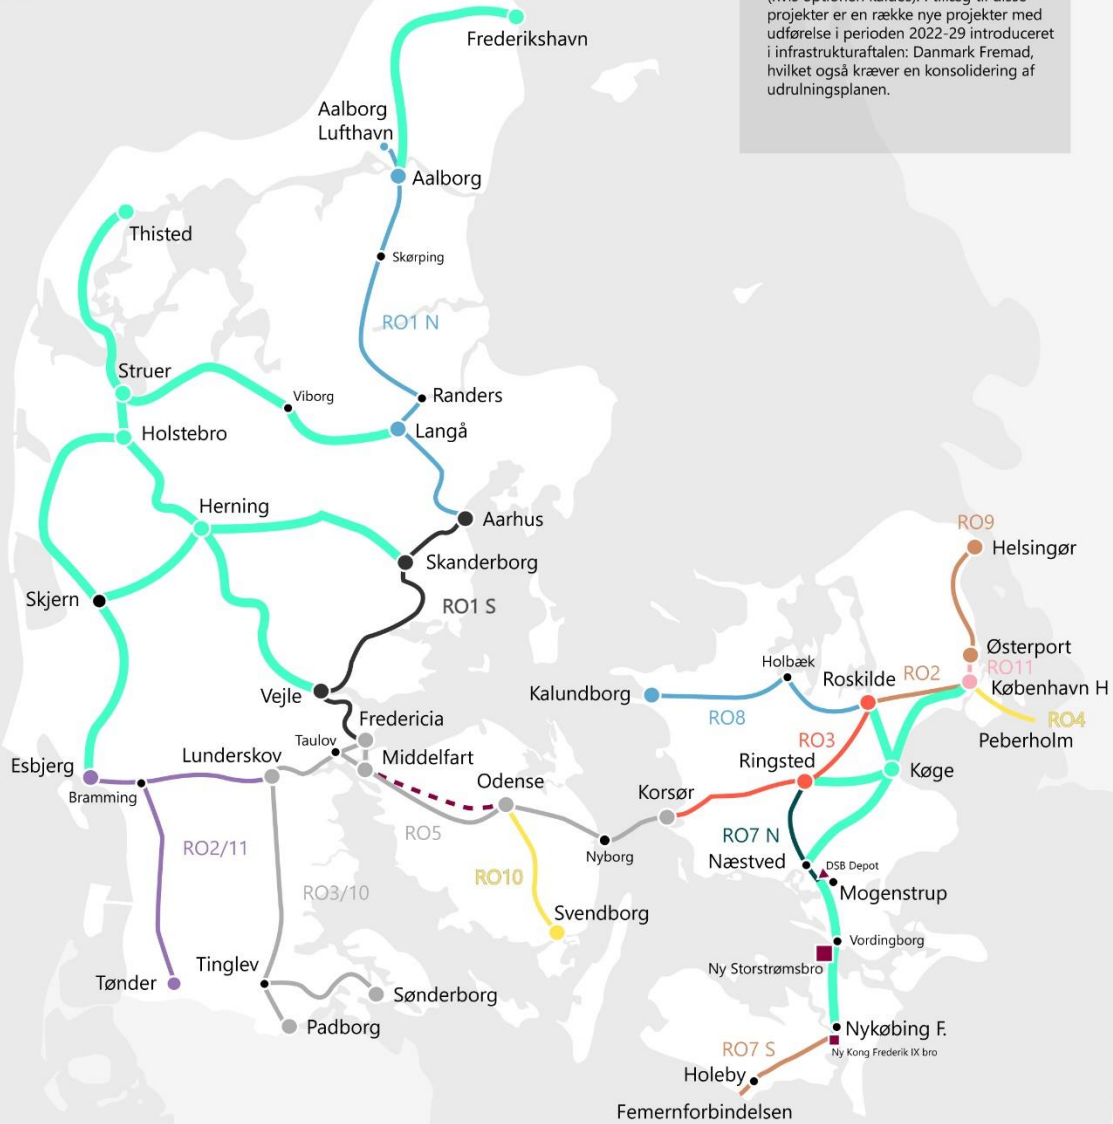 projekter er en række nye projekter med
udførelse i perioden 2022-29 introduceret
i infrastrukturaftalen: Danmark Fremad,
hvilket også kræver en konsolidering af
udrulningsplanen.
Frederikshavn
Aalborg
Lufthavn
Aalborg
Thisted
Skørping
RO1 N
Struer
Viborg
Randers
Holstebro
Langå
Herning
Aarhus
Skanderborg
Skjern
RO1 S
RO9
Helsingør
Østerport
RO11
Holbæk
Roskilde
RO2
København H
Vejle
Kalundborg
RO8
RO4
Peberholm
Fredericia
RO3
Taulov
Middelfart
Ringsted
Køge
Esbjerg
Lunderskov
Odense
Korsør
Bramming
RO5
RO7 N
RO2/11
Nyborg
Næstved
DSB Depot
RO10
Mogenstrup
RO3/10
Svendborg
Vordingborg
Tinglev
Ny Storstrømsbro
Tønder
Sønderborg
Padborg
Nykøbing F.
RO7 S
Ny Kong Frederik IX bro
Holeby
Femernforbindelsen